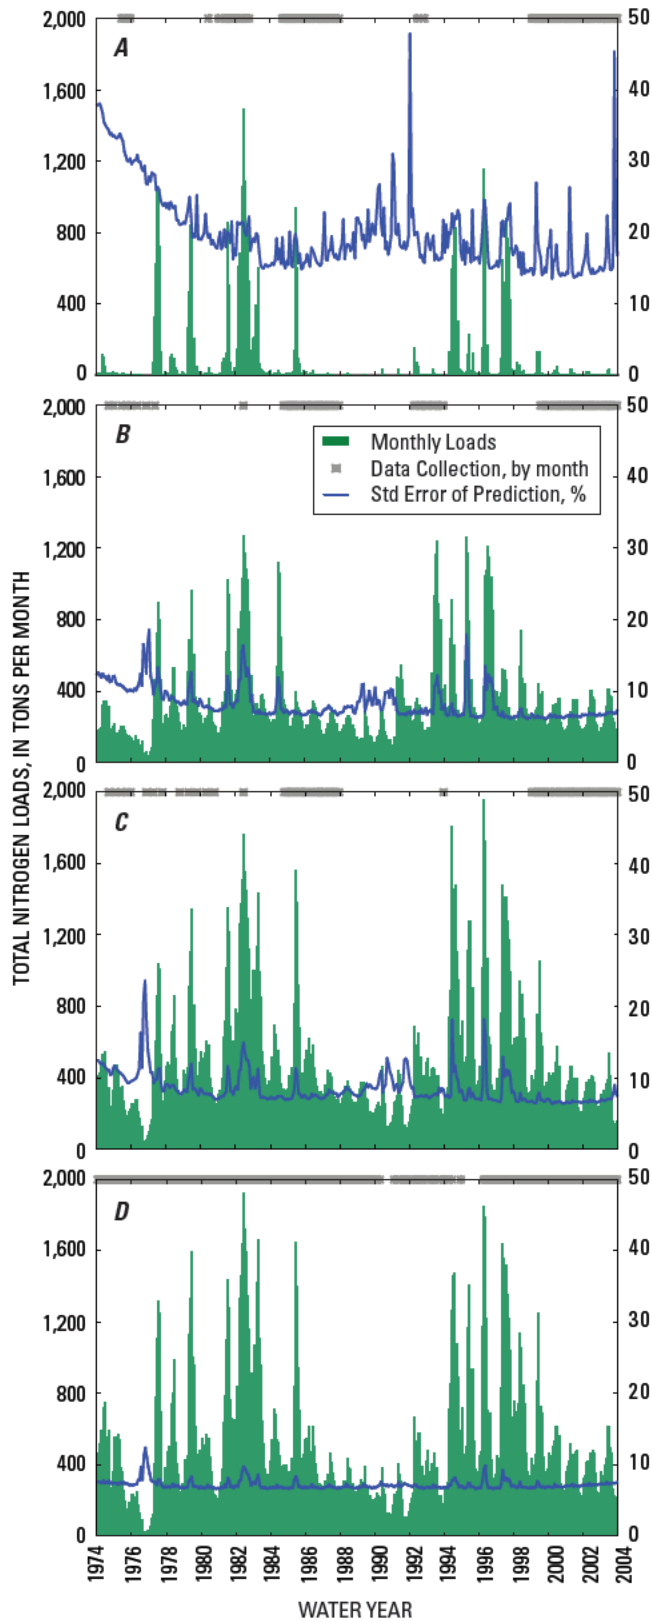 2,000 50
A
1,600 40
1,200 30
800 20
400 10
0 0
2,000 50
B
Monthly Loads
Data Collection, by month
Std Error of Prediction, %
1,600 40
1,200 30
800 20
400 10
0 0
TOTAL NITROGEN LOADS, IN TONS PER MONTH
2,000 50
C
1,600 40
1,200 30
800 20
400 10
0 0
2,000 50
D
1,600 40
1,200 30
800 20
400 10
0 0
1974 1976 1978 1980 1982 1984 1986 1988 1990 1992 1994 1996 1998 2000 2002 2004
WATER YEAR